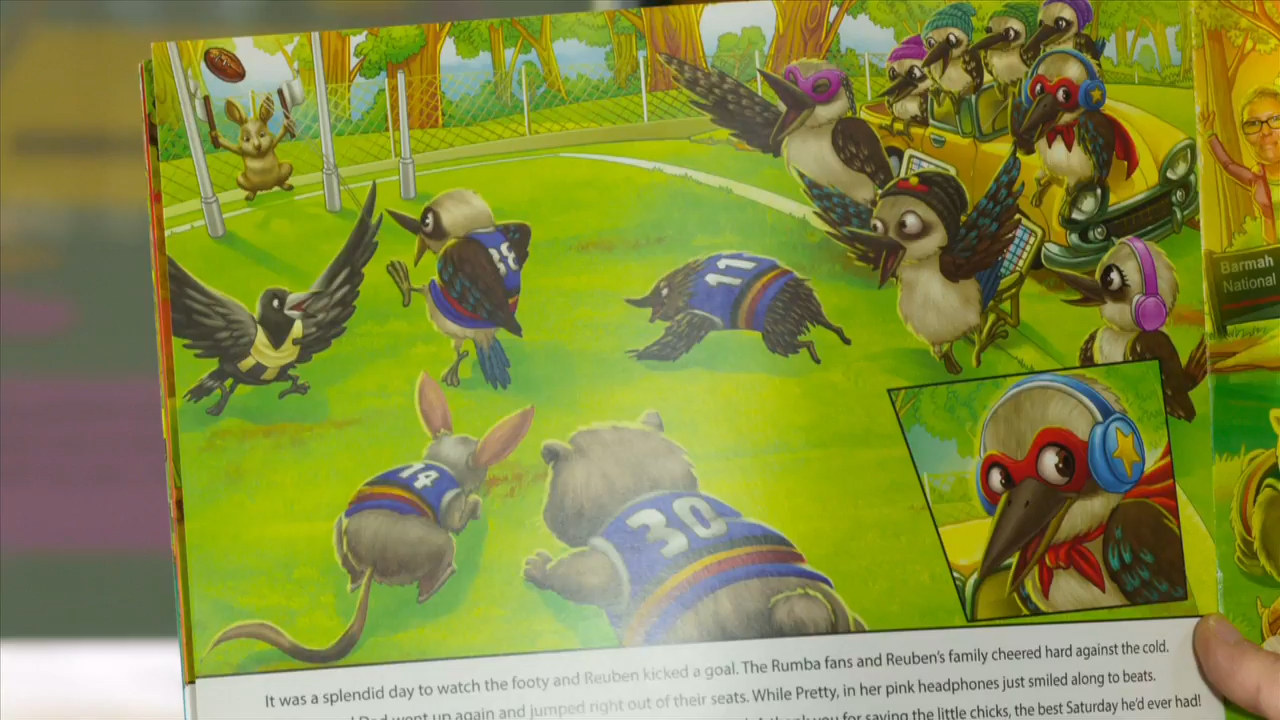 68
11
14
30
Barmah
National
It was a splendid day to watch the footy and Reuben kicked a goal. The Rumba fans and Reuben's family cheered hard against the cold.
Dad went up again and jumped right out of their seats. While Pretty, in her pink headphones just smiled along to beats.
you for saving the little chicks, the best Saturday he'd ever had!